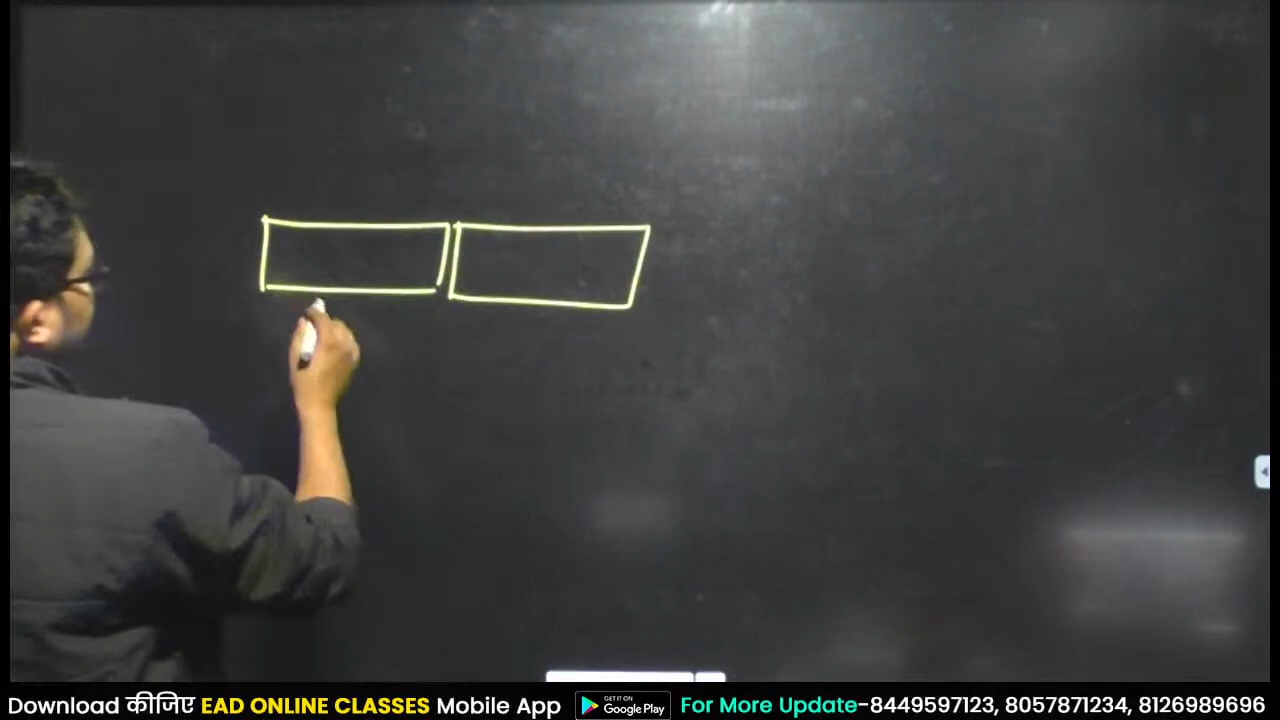 Download कीजिए EAD ONLINE CLASSES Mobile App GET IT ON Google Play For More Update-8449597123, 8057871234, 8126989696